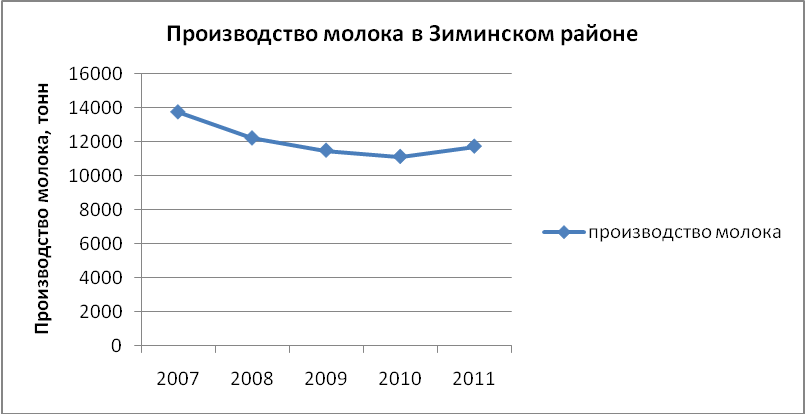 Производство молока в Зиминском районе
Производство молока, тонн
16000
14000
12000
10000
8000
6000
4000
2000
0
2007 2008 2009 2010 2011
производство молока